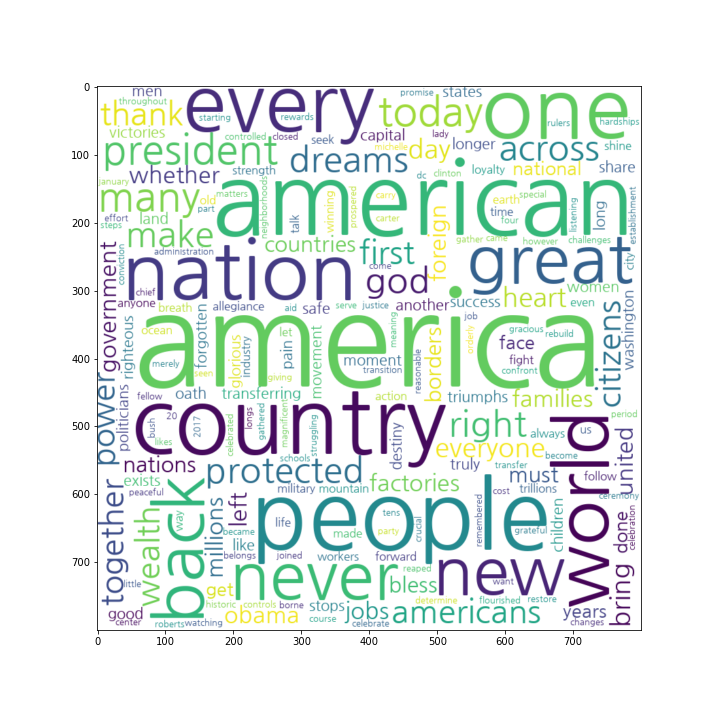 0
100
200
300
400
500
600
700
0 100 200 300 400 500 600 700
men
throughout
thank
starting
rewards
every
promise
states
today
one
rulers
hardships
victories
controlled
closed
seek
capital
lady
longer
across
shine
president
michelle
day
dreams
whether
strength
dc
clinton
loyalty
national
share
january
matters
neighborhoods
many
old
part
american
winning
prospered
carry
carter
earth
special
time
four
listening
long
establishment
effort
steps
land
talk
make
countries
first
foreign
gather
came
however
challenges
conviction
administration
nation
come
god
great
city
women
government
chief
anyone
breath
allegiance
aid
safe
serve
justice
another
success
heart
even
washington
ocean
righteous
forgotten
glorious
industry
let
pain
movement
meaning
job
orderly
gracious
rebuild
america
moment
transition
reasonable
borders
face
fight
confront
citizens
merely
seen
giving
power
politicians
fellow
oath
transferring
action
triumphs
families
bush
20
2017
likes
celebrated
longs
gathered
magnificent
struggling
country
destiny
right
always
us
period
everyone
become
nations
schools
truly
transfer
world
united
exists
peaceful
protected
military
mountain
factories
must
cost
trillions
follow
ceremony
together
wealth
back
way
millions
left
life
people
tens
remembered
grateful
children
done
celebration
like
became
belongs
joined
made
workers
party
forward
crucial
little
never
reaped
bless
new
want
bring
get
good
center
roberts
watching
historic
controls
obama
borne
stops
course
jobs
celebrate
determine
flourished
restore
americans
years
changes